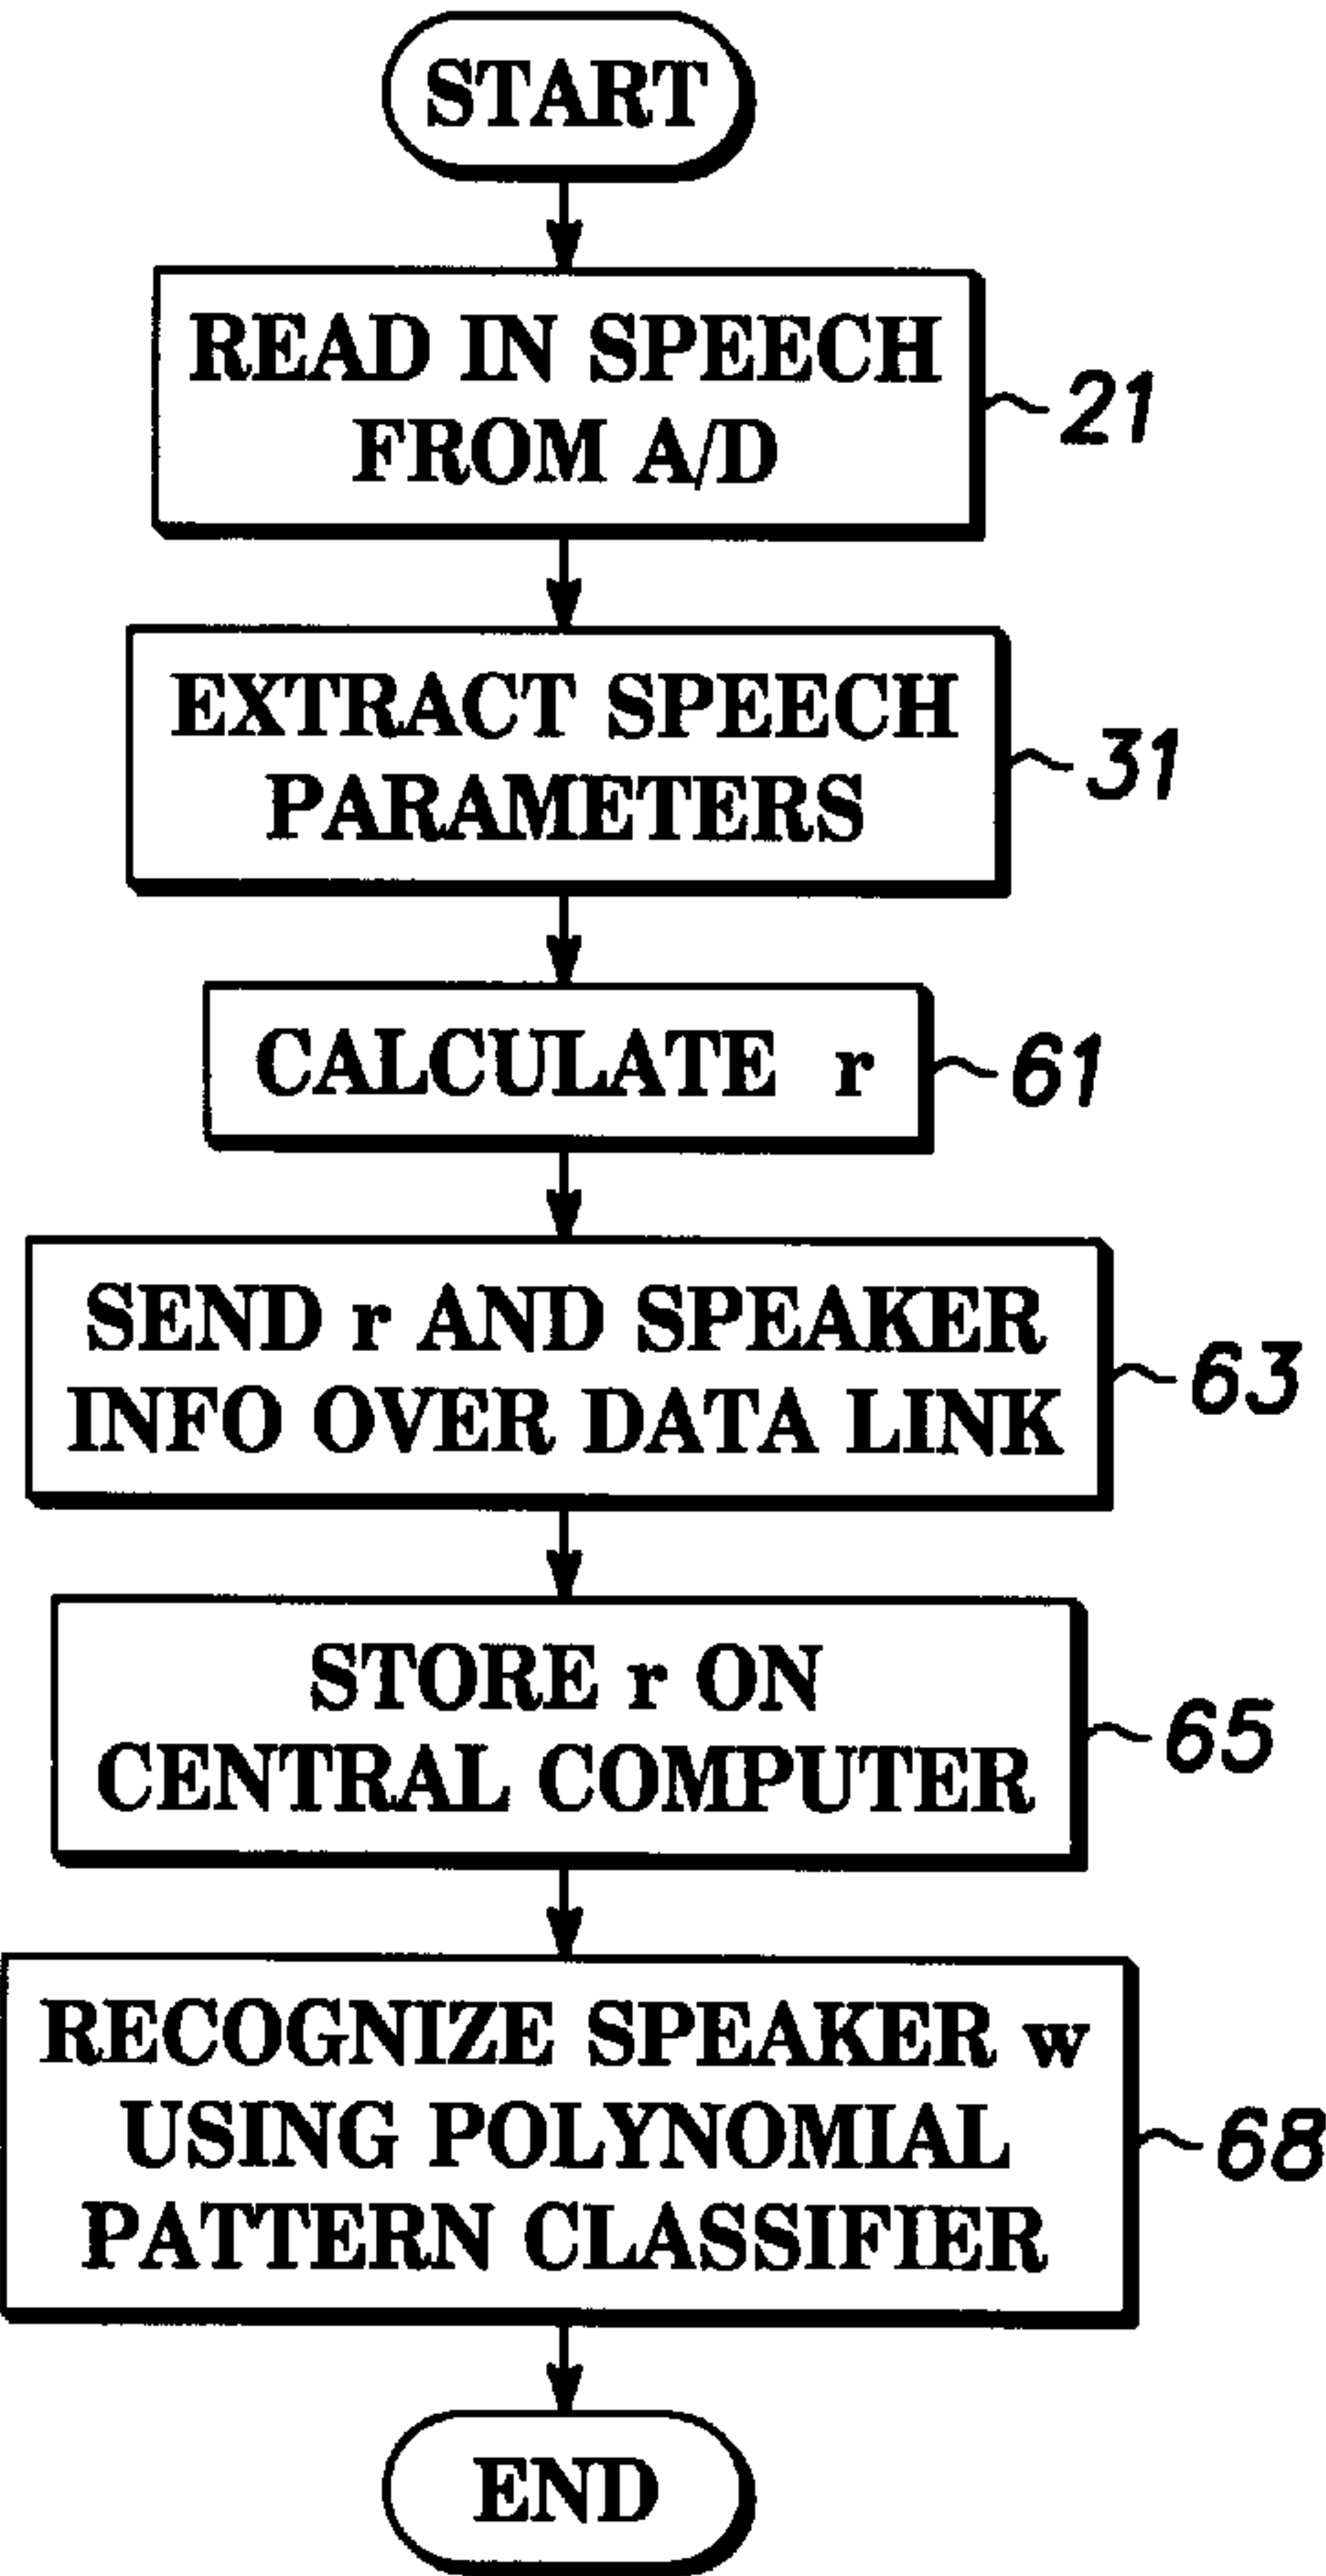 START
READ IN SPEECH
FROM A/D
21
EXTRACT SPEECH
PARAMETERS
31
CALCULATE r
61
SEND r AND SPEAKER
INFO OVER DATA LINK
63
STORE r ON
CENTRAL COMPUTER
65
RECOGNIZE SPEAKER w
USING POLYNOMIAL
PATTERN CLASSIFIER
68
END